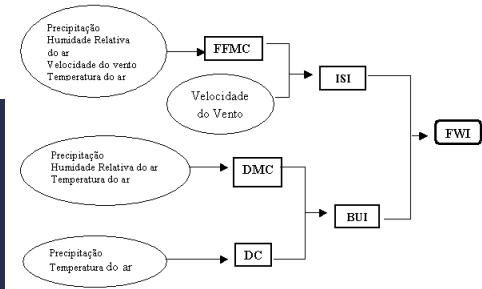 Precipitação
Humidade Relativa
do ar
Velocidade do vento
Temperatura do ar
FFMC
Velocidade
do Vento
ISI
FWI
Precipitação
Humidade Relativa do ar
Temperatura do ar
DMC
BUI
Precipitação
Temperatura do ar
DC